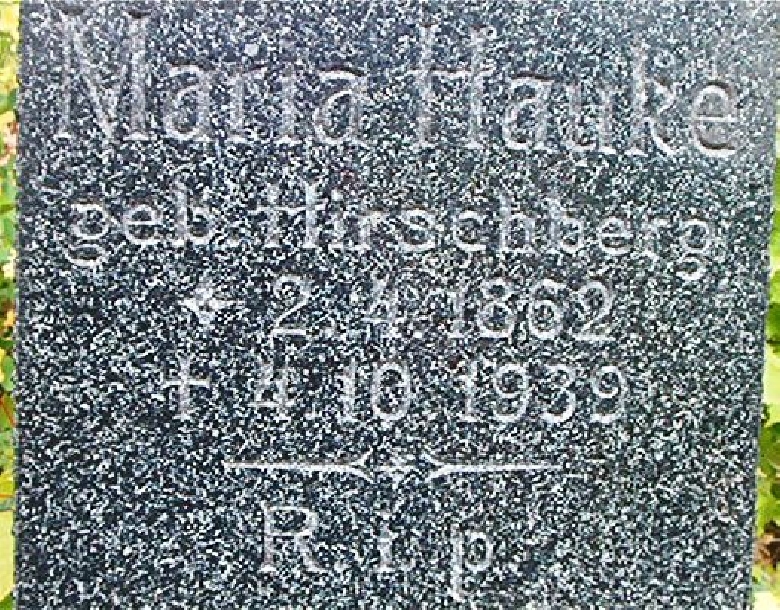 Maria Hauke
geb. Hirschberg
* 2.4.1862
† 4.10.1939
R.i.p.